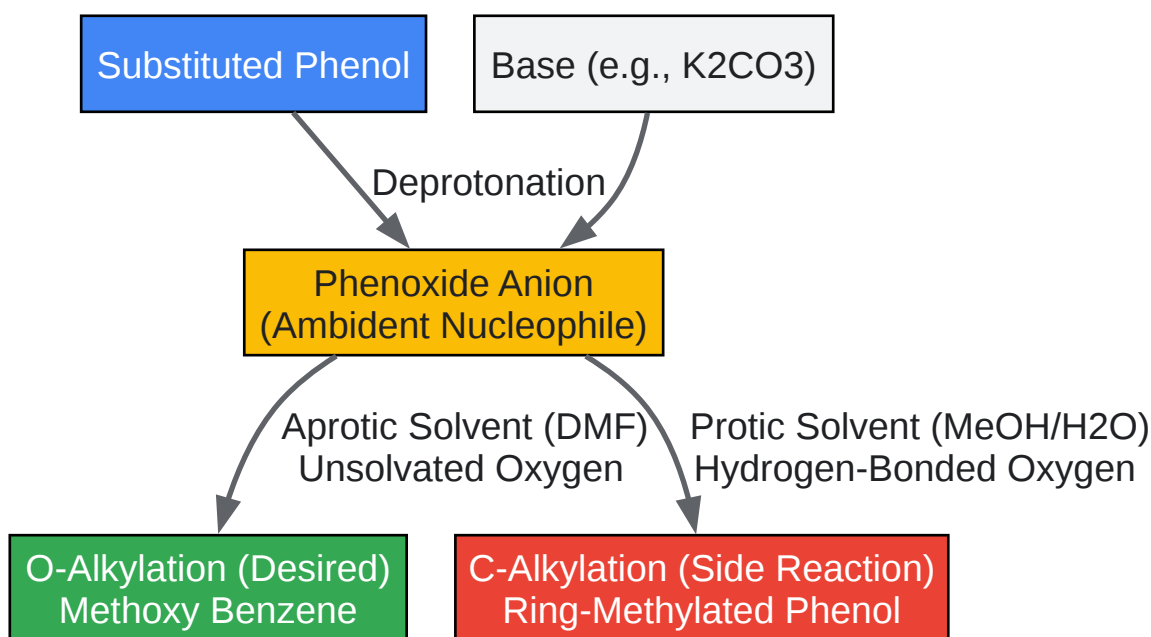 Substituted Phenol
Base (e.g., K2CO3)
Deprotonation
Phenoxide Anion
(Ambident Nucleophile)
Aprotic Solvent (DMF)
Unsolvated Oxygen
Protic Solvent (MeOH/H2O)
Hydrogen-Bonded Oxygen
O-Alkylation (Desired)
Methoxy Benzene
C-Alkylation (Side Reaction)
Ring-Methylated Phenol